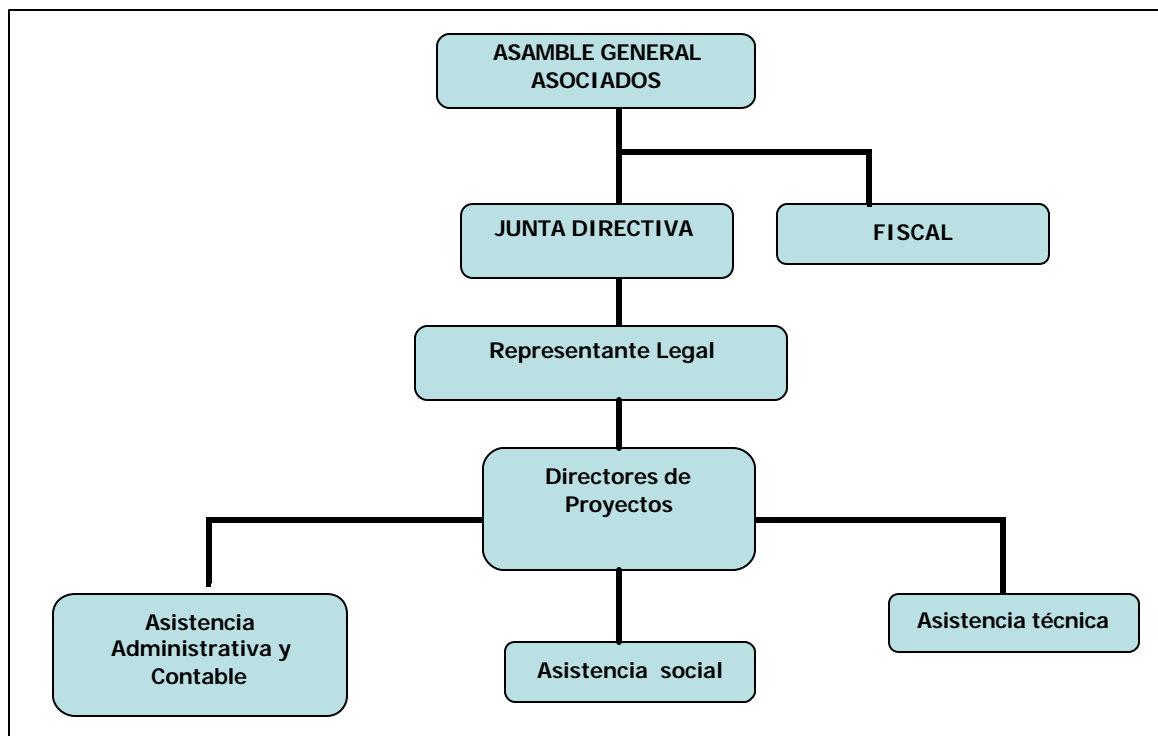 ASAMBLE GENERAL
ASOCIADOS
JUNTA DIRECTIVA
FISCAL
Representante Legal
Directores de
Proyectos
Asistencia
Administrativa y
Contable
Asistencia social
Asistencia técnica